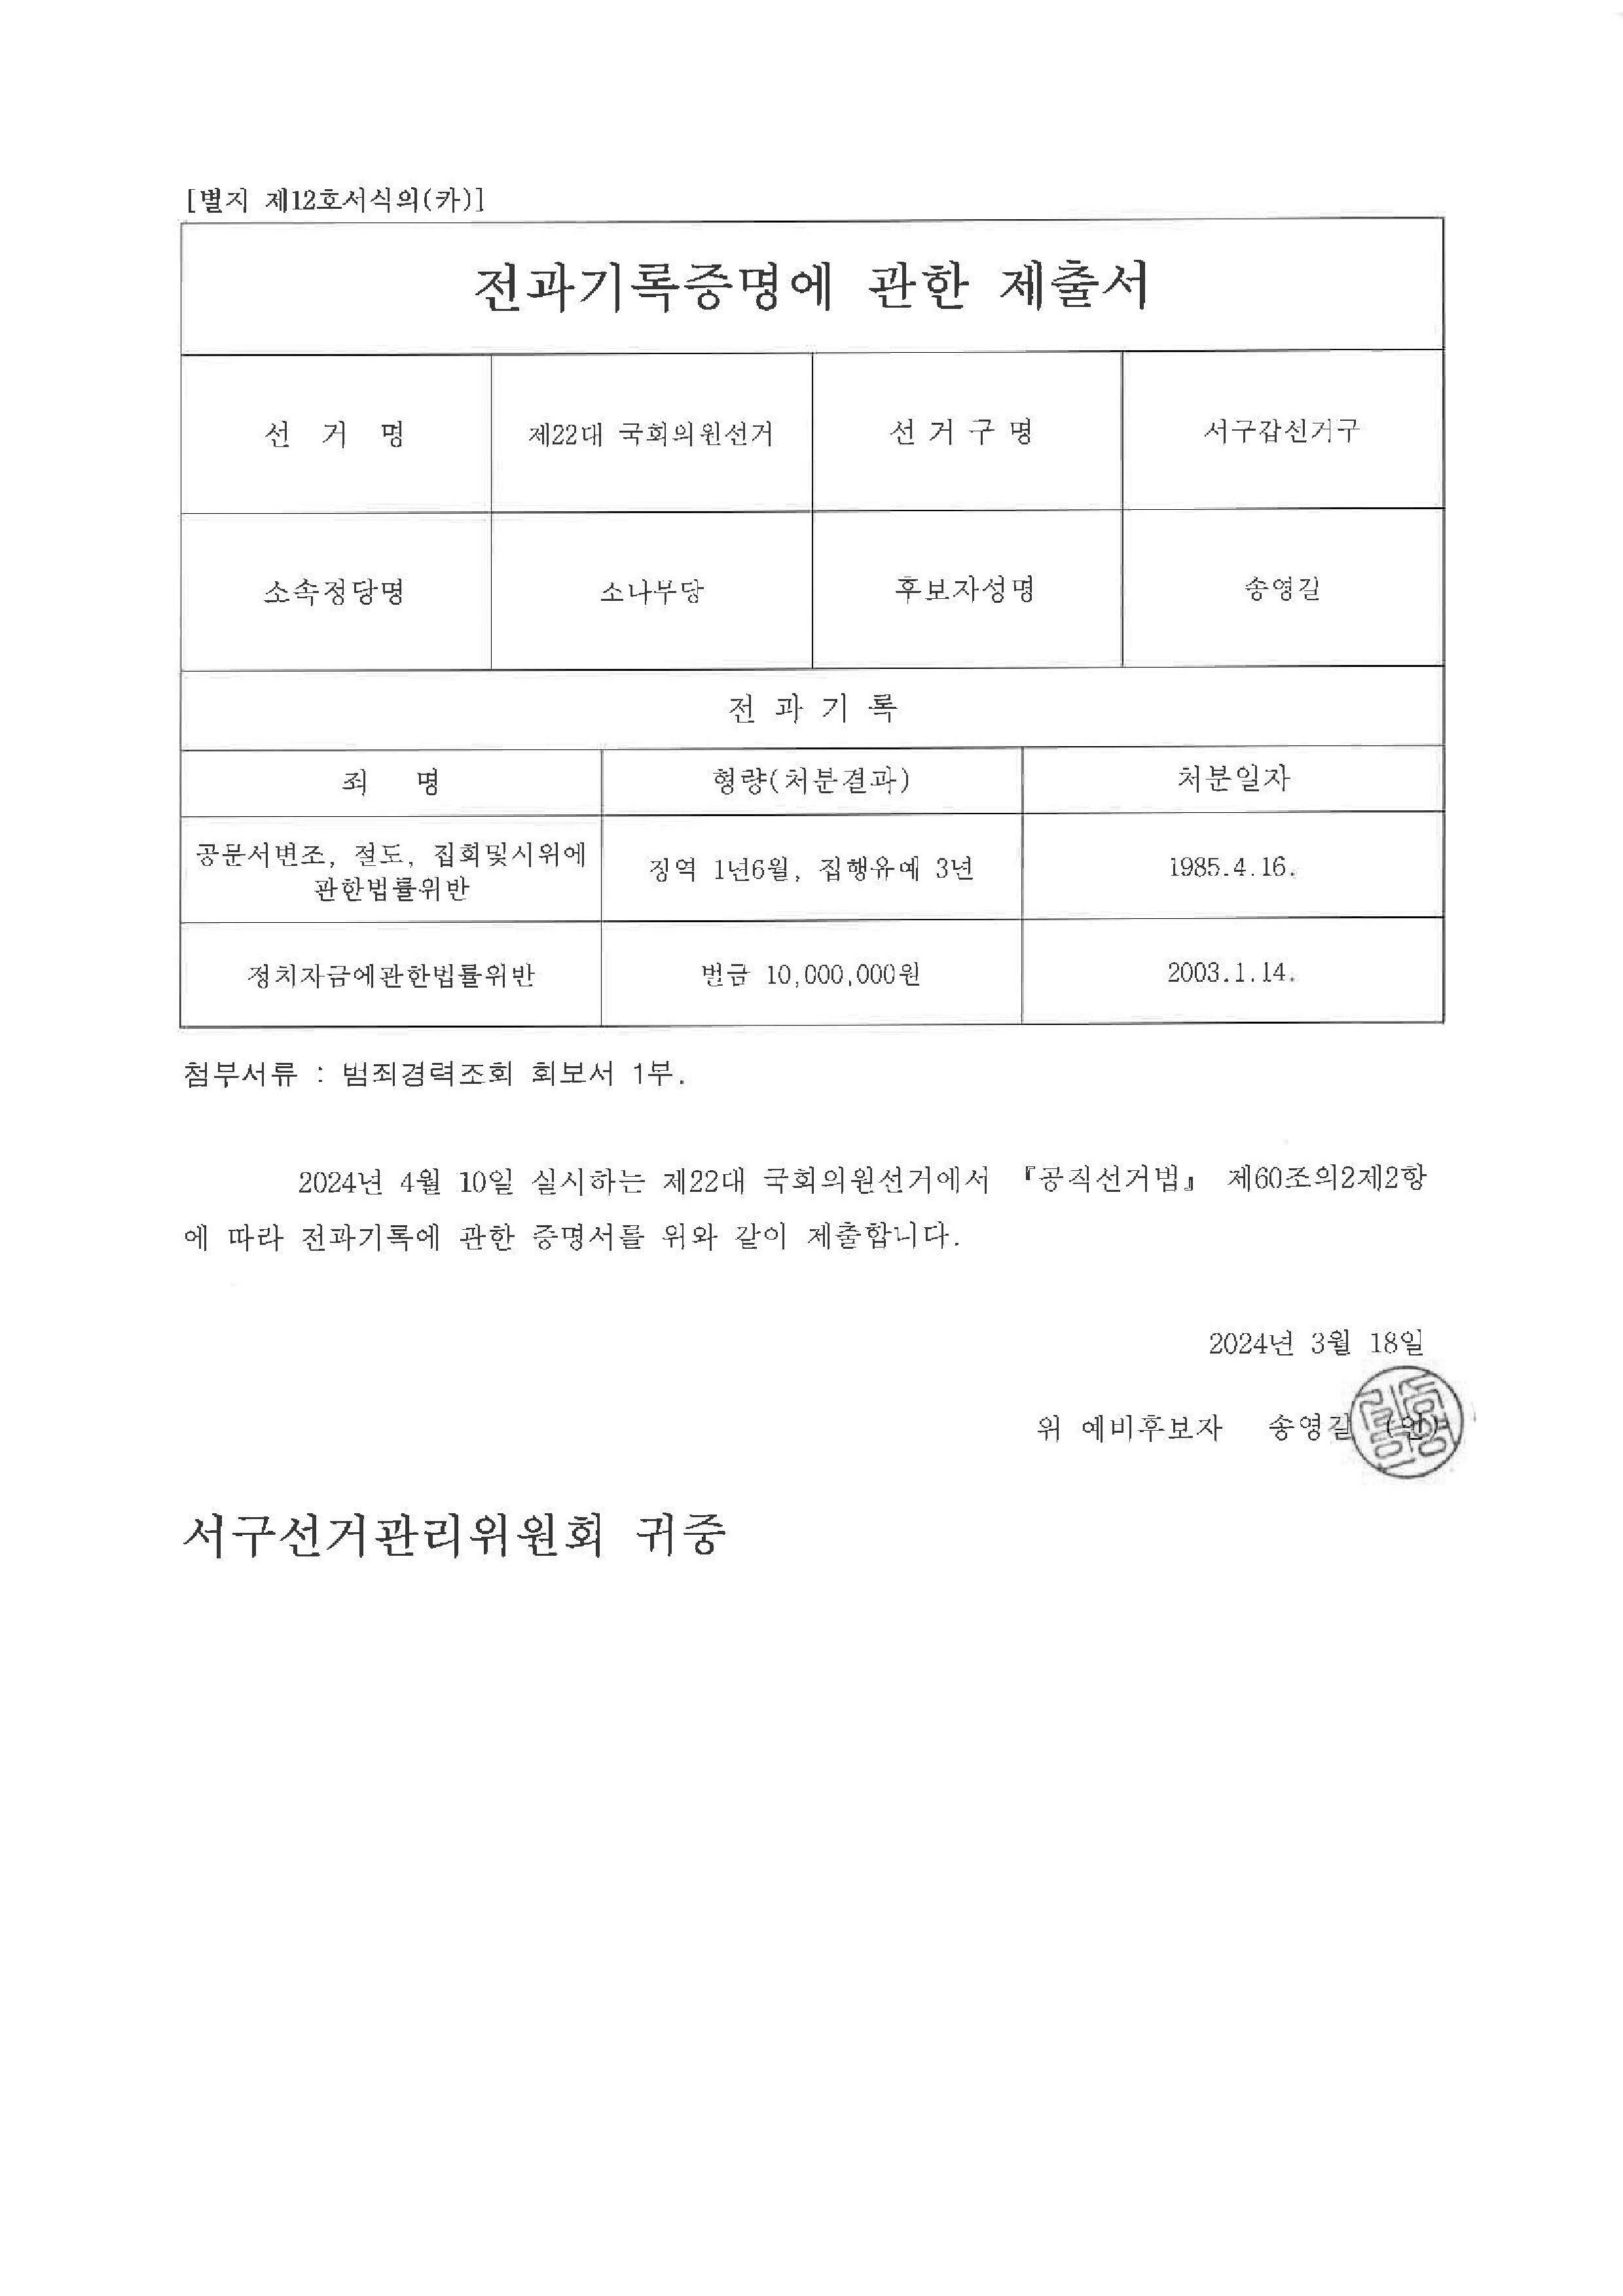 [별지 제12호서식의(카)]
전과기록증명에 관한 제출서
선 거 명 제22대 국회의원선거 선 거 구 명 서구갑선거구
소속정당명 소나무당 후보자성명 송영길
전 과 기 록
죄 명 형량(처분결과) 처분일자
공문서변조, 절도, 집회및시위에
관한법률위반 징역 1년6월, 집행유예 3년 1985.4.16.
정치자금에관한법률위반 벌금 10,000,000원 2003.1.14.
첨부서류 : 범죄경력조회 회보서 1부.
2024년 4월 10일 실시하는 제22대 국회의원선거에서 『공직선거법』 제60조의2제2항
에 따라 전과기록에 관한 증명서를 위와 같이 제출합니다.
2024년 3월 18일
위 예비후보자 송영길 (인)
서구선거관리위원회 귀중